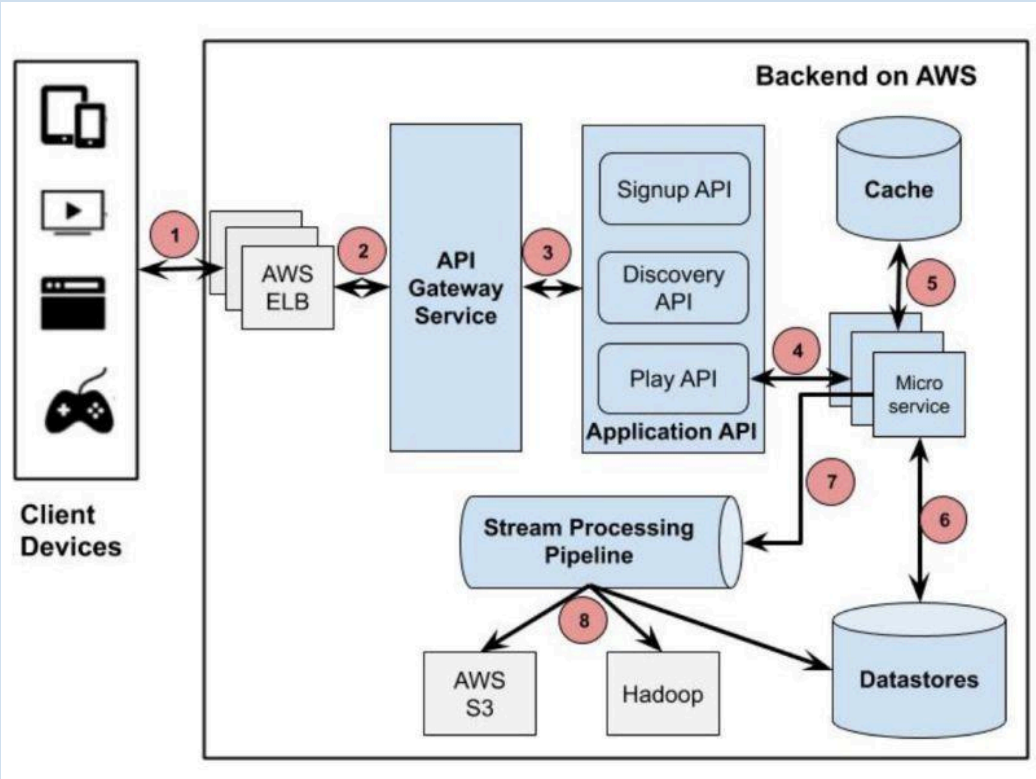 Backend on AWS
Client
Devices
1
AWS
ELB
2
API
Gateway
Service
3
Signup API
Discovery
API
Play API
Application API
4
Micro
service
5
Cache
6
Datastores
7
Stream Processing
Pipeline
8
AWS
S3
Hadoop